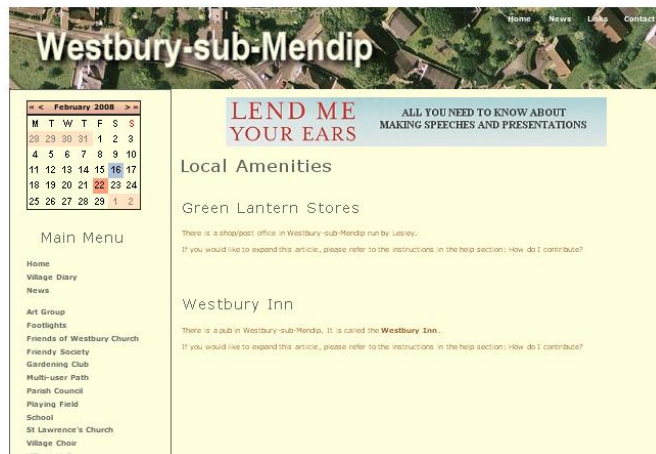 Home News Links Contact
Westbury-sub-Mendip
« < February 2008 > »
M T W T F S S
28 29 30 31 1 2 3
4 5 6 7 8 9 10
11 12 13 14 15 16 17
18 19 20 21 22 23 24
25 26 27 28 29 1 2
Main Menu
Home
Village Diary
News
Art Group
Footlights
Friends of Westbury Church
Friendy Society
Gardening Club
Multi-user Path
Parish Council
Playing Field
School
St Lawrence's Church
Village Choir
LEND ME
YOUR EARS
ALL YOU NEED TO KNOW ABOUT
MAKING SPEECHES AND PRESENTATIONS
Local Amenities
Green Lantern Stores
There is a shop/post office in Westbury-sub-Mendip run by Lesley.
If you would like to expand this article, please refer to the instructions in the help section: How do I contribute?
Westbury Inn
There is a pub in Westbury-sub-Mendip. It is called the Westbury Inn.
If you would like to expand this article, please refer to the instructions in the help section: How do I contribute?